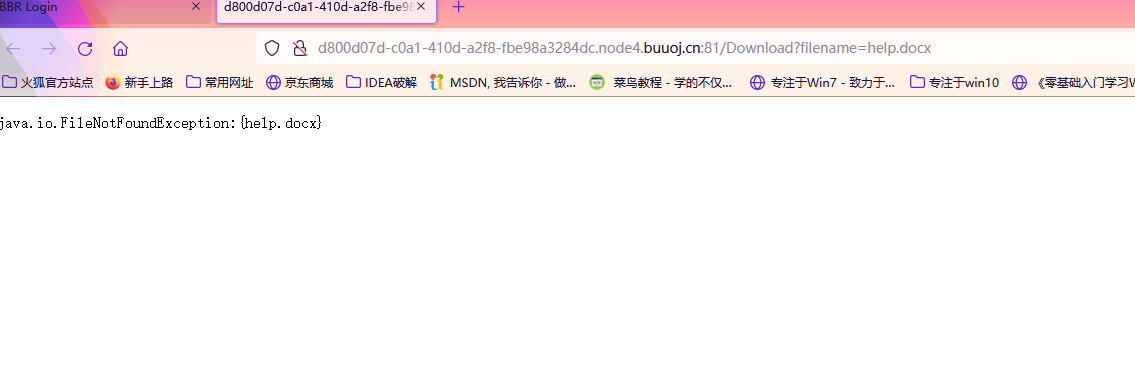 BBR Login
d800d07d-c0a1-410d-a2f8-fbe98
d800d07d-c0a1-410d-a2f8-fbe98a3284dc.node4.buuoj.cn:81/Download?filename=help.docx
火狐官方站点 新手上路 常用网址 京东商城 IDEA破解 MSDN, 我告诉你 - 做... 菜鸟教程 - 学的不仅... 专注于Win7 - 致力于... 专注于win10 《零基础入门学习W
java.io.FileNotFoundException:{help.docx}